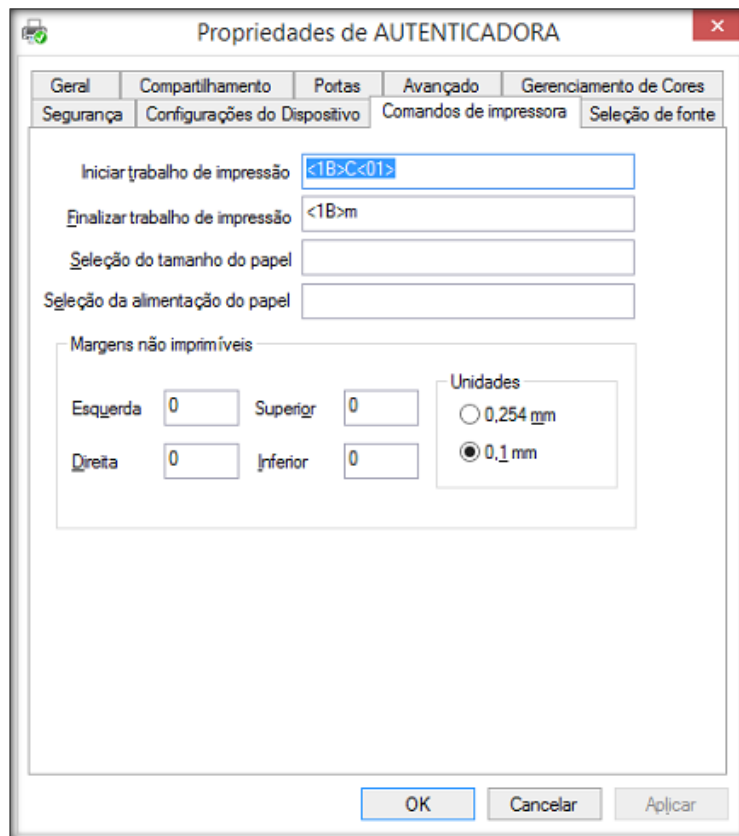 Propriedades de AUTENTICADORA
Geral Compartilhamento Portas Avançado Gerenciamento de Cores
Segurança Configurações do Dispositivo Comandos de impressora Seleção de fonte
Iniciar trabalho de impressão <1B>C<01>
Finalizar trabalho de impressão <1B>m
Seleção do tamanho do papel
Seleção da alimentação do papel
Margens não imprimíveis
Unidades
Esquerda 0 Superior 0 0,254 mm
Direita 0 Inferior 0 0,1 mm
OK Cancelar Aplicar